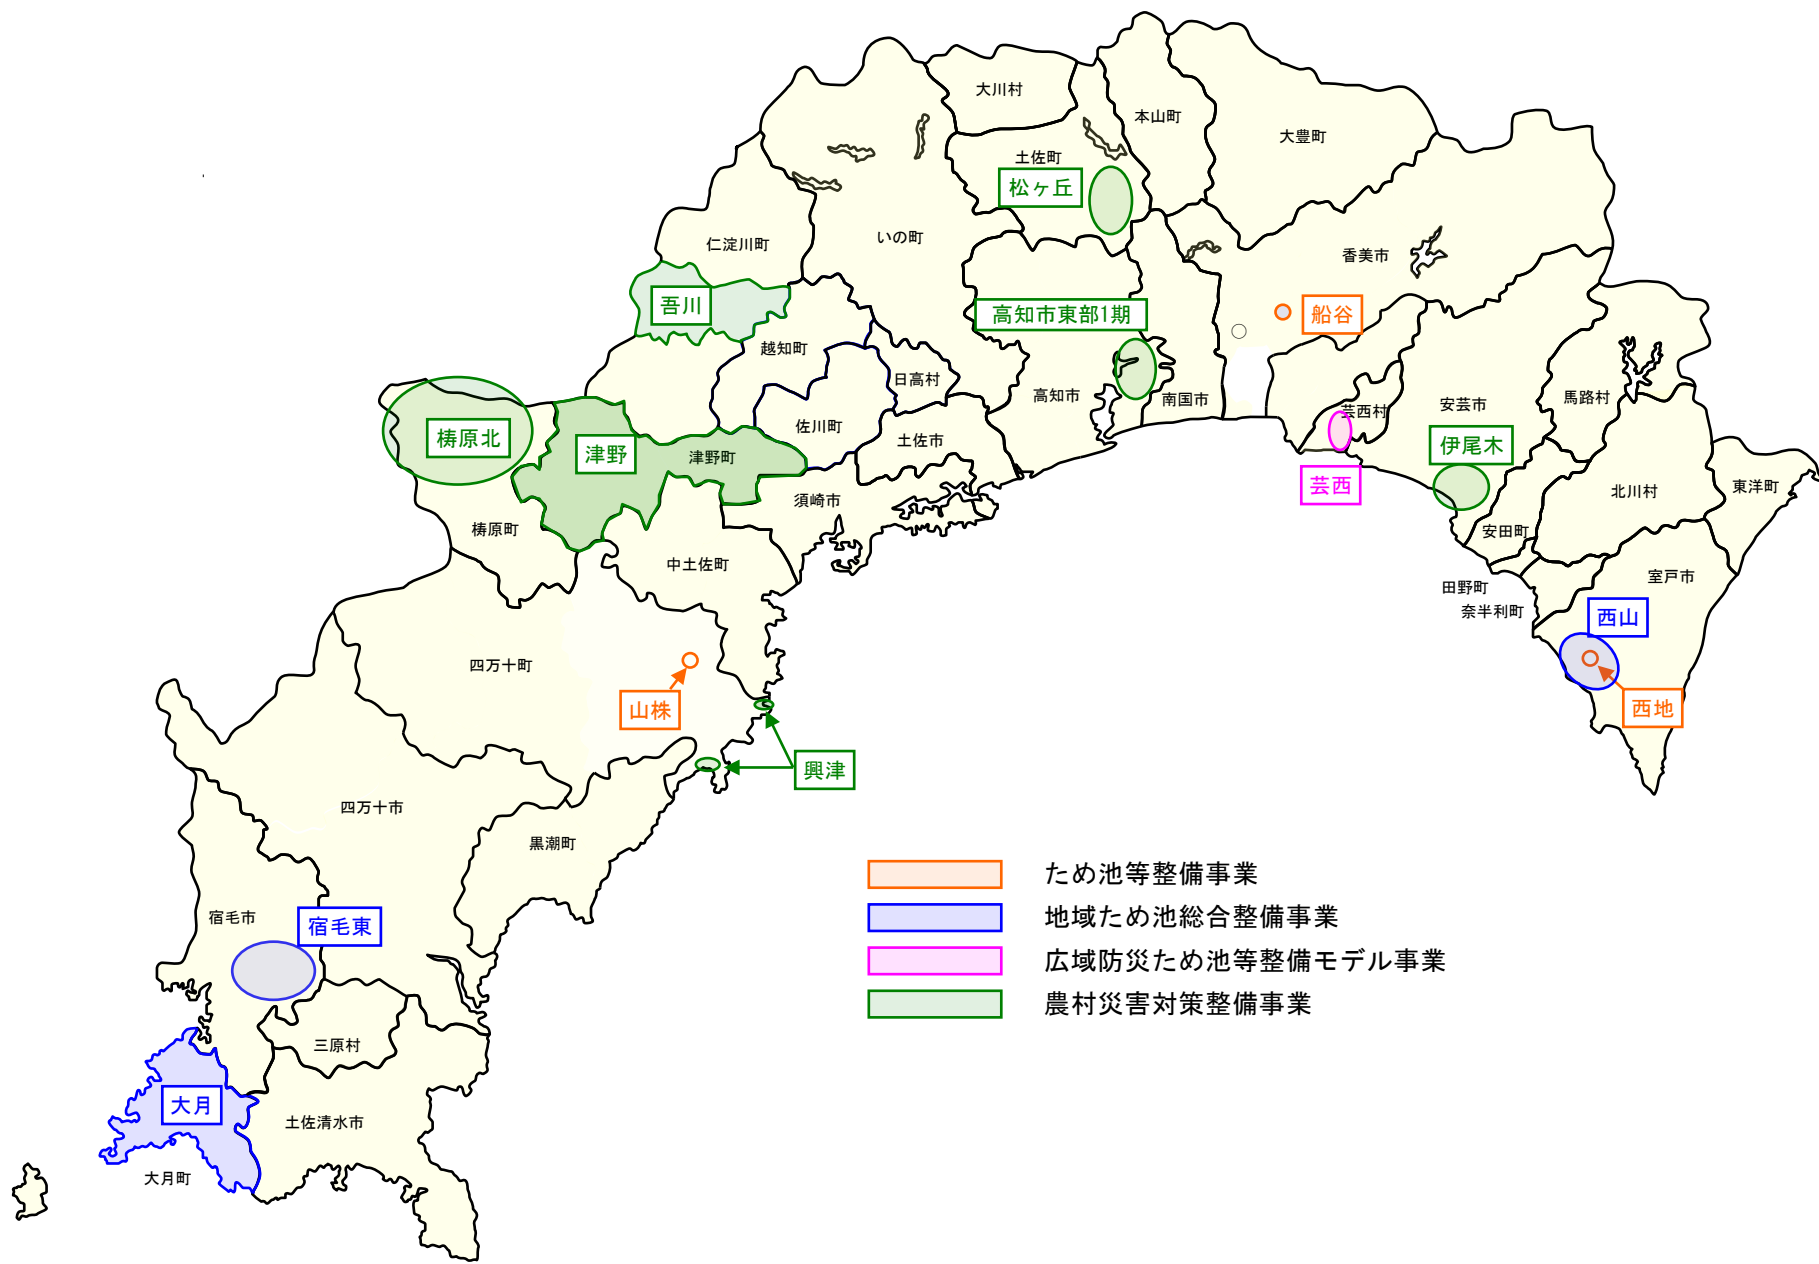 大川村
本山町
大豊町
土佐町
松ヶ丘
いの町
仁淀川町
香美市
吾川
高知市東部1期
船谷
越知町
日高村
高知市
南国市
芸西村
安芸市
馬路村
梼原北
津野
津野町
佐川町
土佐市
伊尾木
芸西
須崎市
北川村
東洋町
梼原町
安田町
中土佐町
田野町
室戸市
奈半利町
西山
四万十町
山株
西地
興津
四万十市
黒潮町
ため池等整備事業
地域ため池総合整備事業
広域防災ため池等整備モデル事業
農村災害対策整備事業
宿毛市
宿毛東
三原村
大月
土佐清水市
大月町